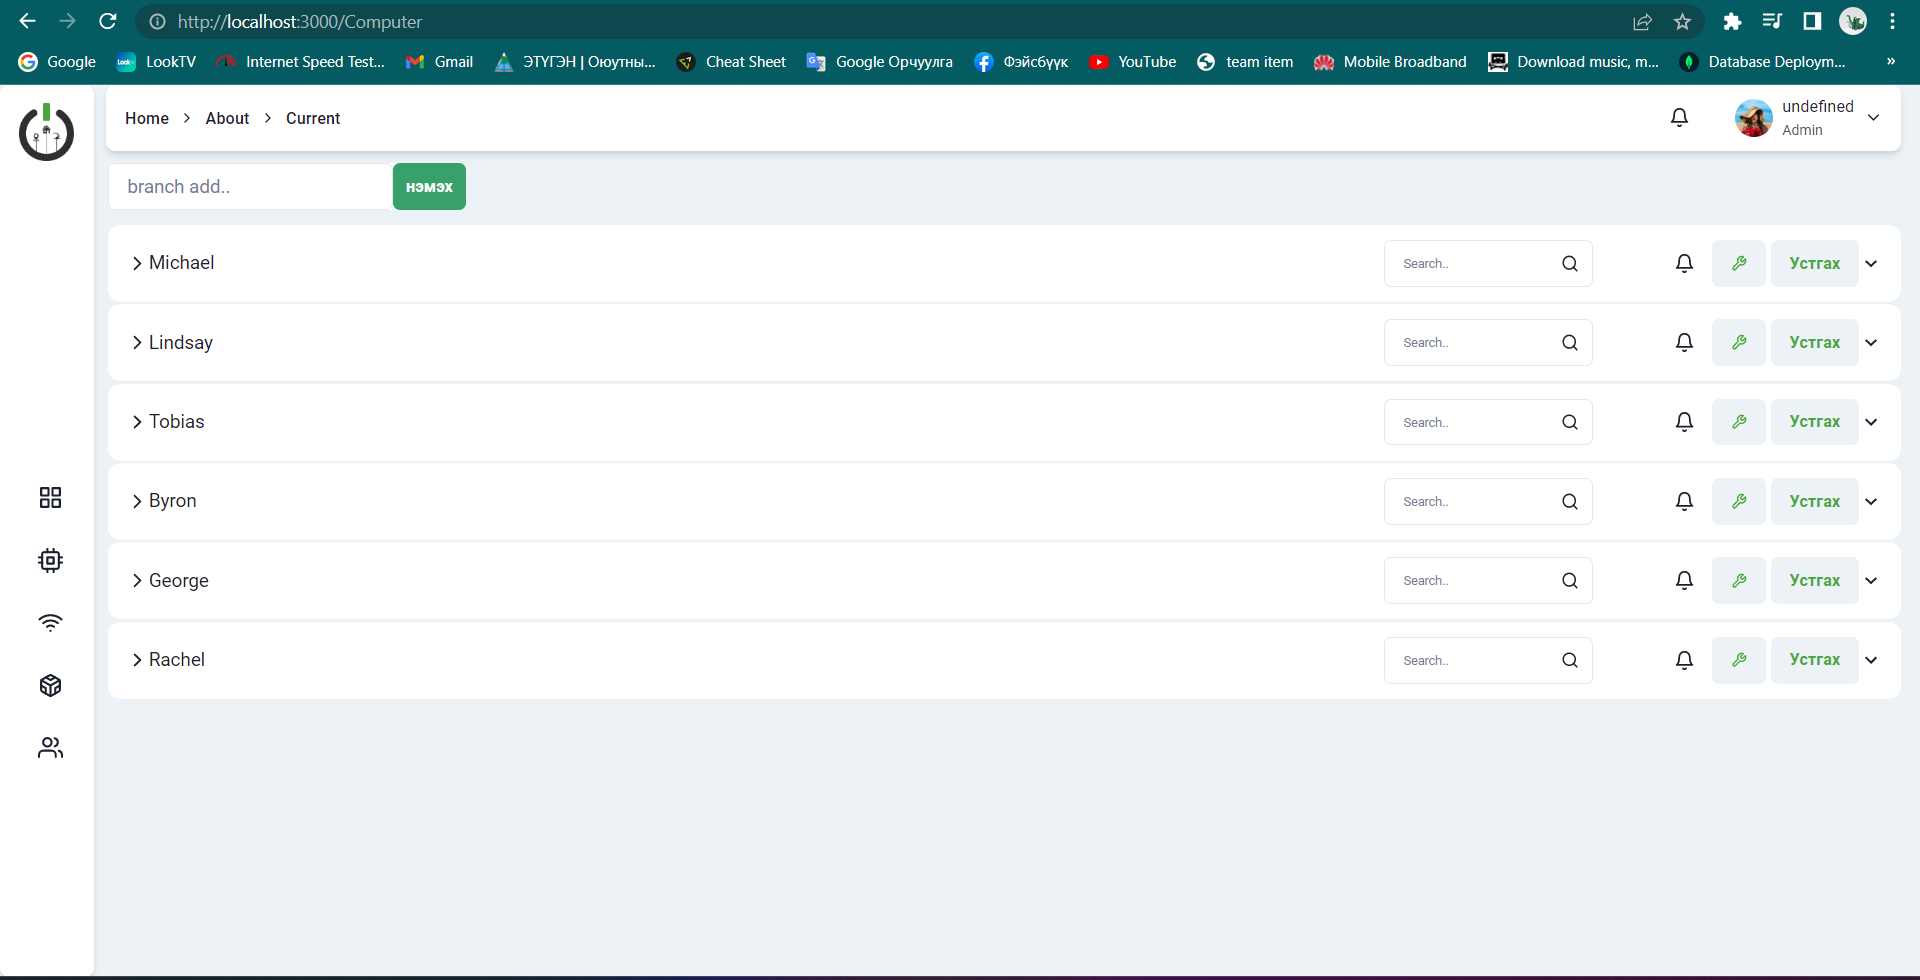 http://localhost:3000/Computer
Google LookTV Internet Speed Test... Gmail ЭТҮГЭН | Оюутны... Cheat Sheet Google Орчуулга Фэйсбүүк YouTube team item Mobile Broadband Download music, m... Database Deploym... »
Home > About > Current
undefined
Admin
branch add.. нэмэх
Michael Search.. Устгах
Lindsay Search.. Устгах
Tobias Search.. Устгах
Byron Search.. Устгах
George Search.. Устгах
Rachel Search.. Устгах